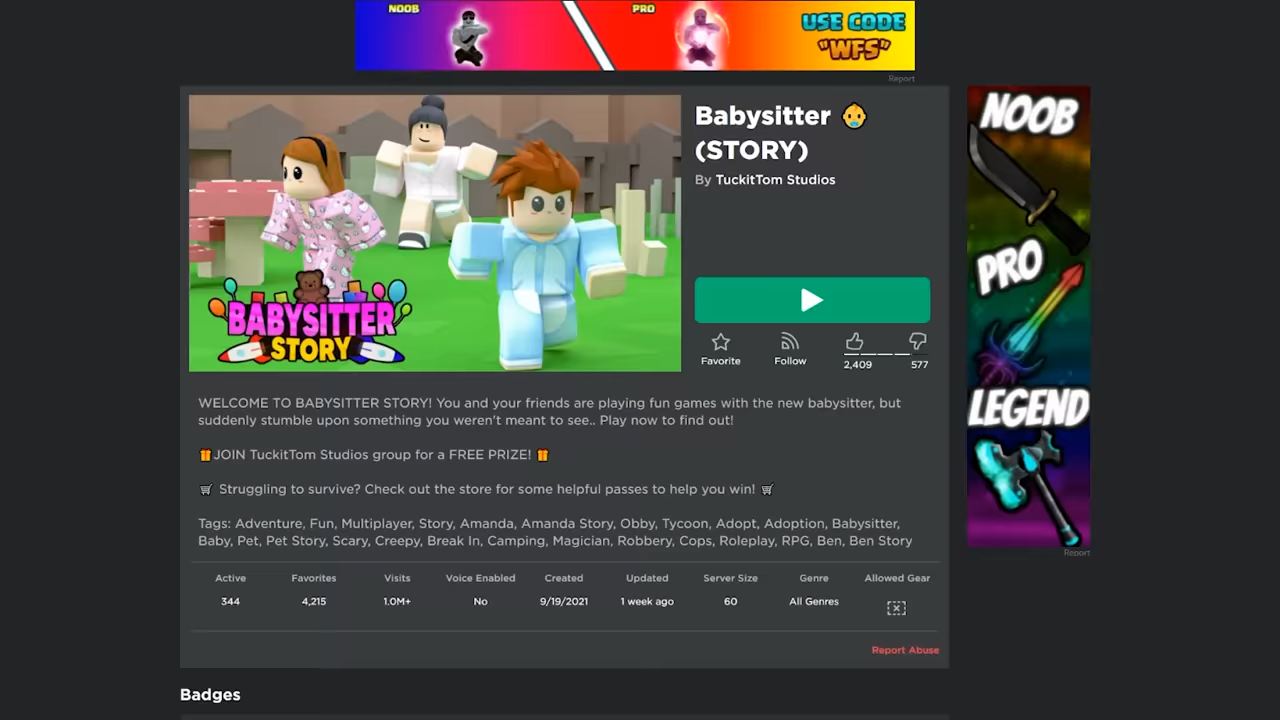 NOOB
PRO
USE CODE
"WFS"
Report
Babysitter 👶
(STORY)
By TuckitTom Studios
BABYSITTER
STORY
NOOB
PRO
LEGEND
Report
Favorite
Follow
2,409
577
WELCOME TO BABYSITTER STORY! You and your friends are playing fun games with the new babysitter, but
suddenly stumble upon something you weren't meant to see.. Play now to find out!
🎁JOIN TuckitTom Studios group for a FREE PRIZE! 🎁
🛒 Struggling to survive? Check out the store for some helpful passes to help you win! 🛒
Tags: Adventure, Fun, Multiplayer, Story, Amanda, Amanda Story, Obby, Tycoon, Adopt, Adoption, Babysitter,
Baby, Pet, Pet Story, Scary, Creepy, Break In, Camping, Magician, Robbery, Cops, Roleplay, RPG, Ben, Ben Story
Active Favorites Visits Voice Enabled Created Updated Server Size Genre Allowed Gear
344 4,215 1.0M+ No 9/19/2021 1 week ago 60 All Genres
Report Abuse
Badges